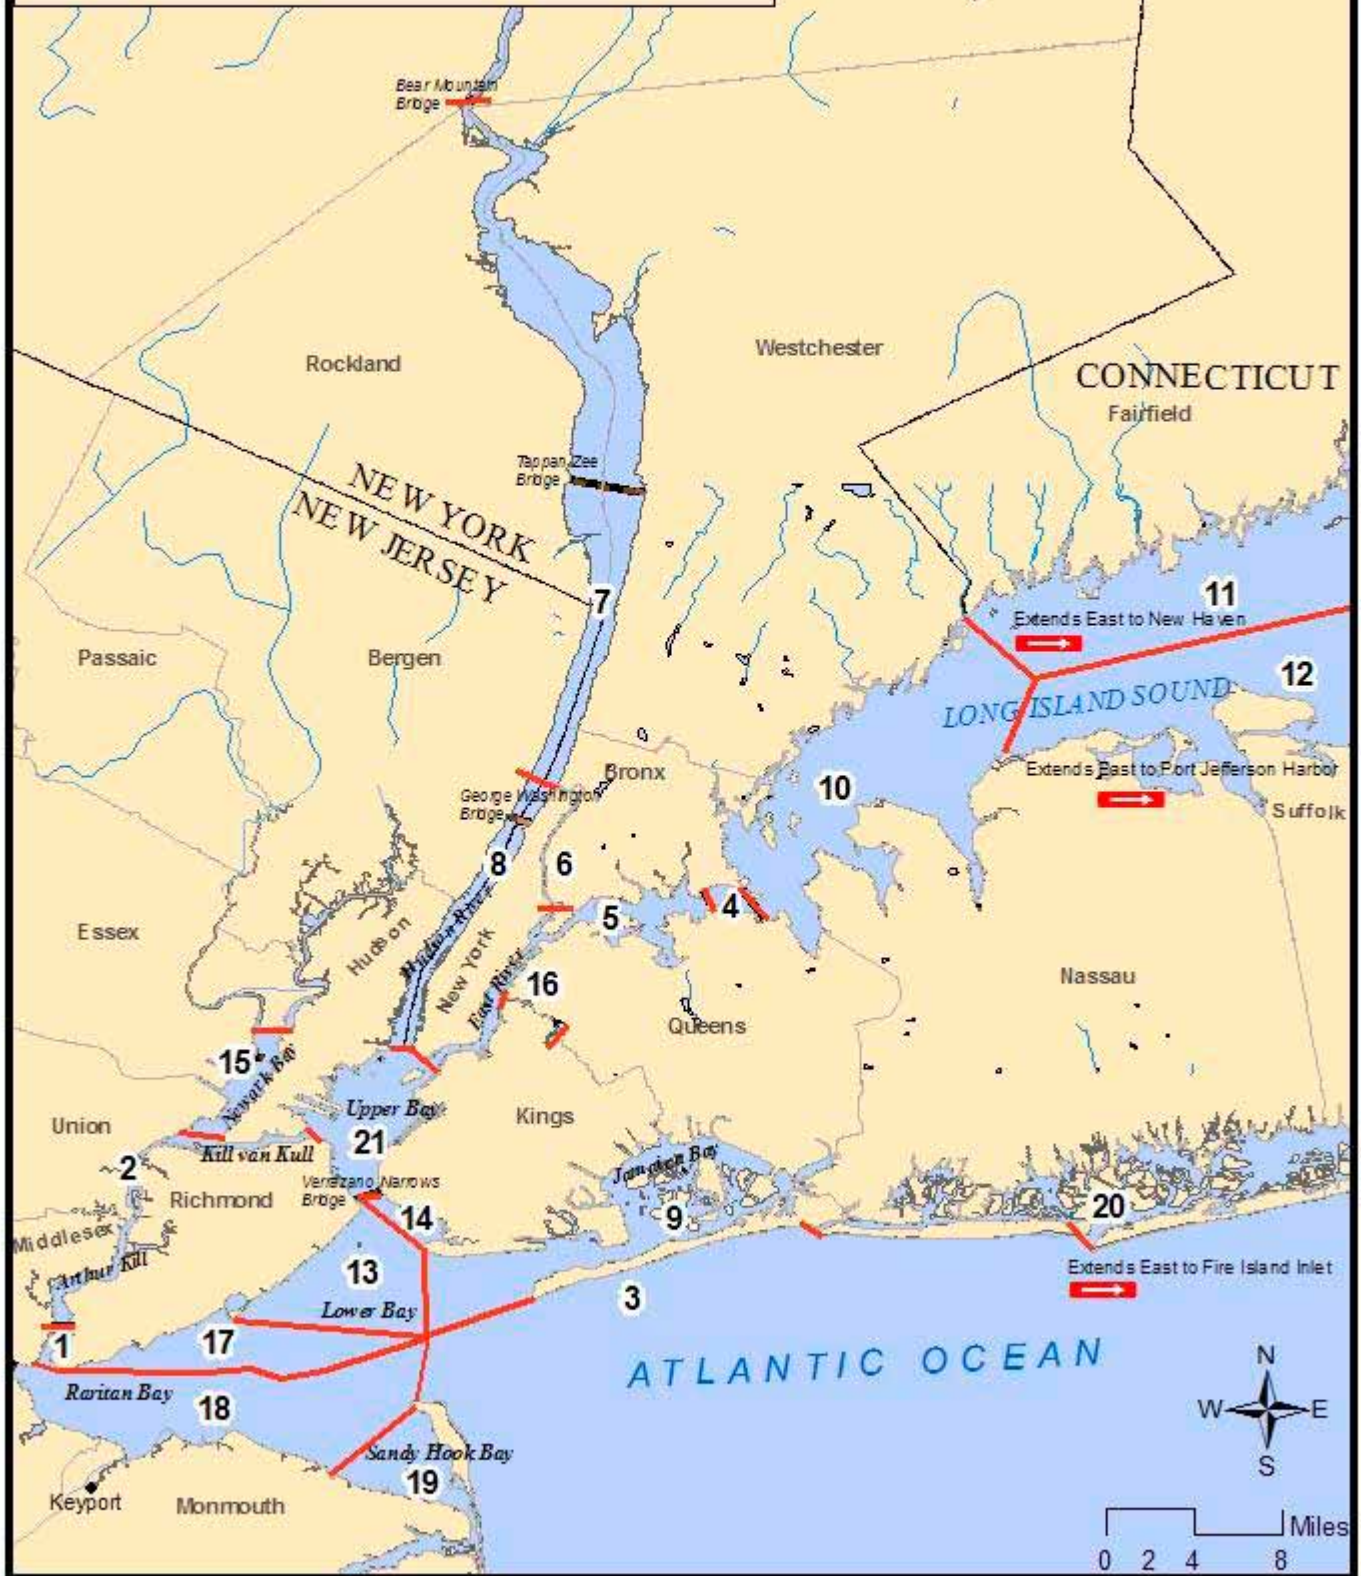 Bear Mountain
Bridge
Rockland
Westchester
CONNECTICUT
Fairfield
Tappan Zee
Bridge
NEW YORK
NEW JERSEY
7
11
Extends East to New Haven
Passaic
Bergen
12
LONG ISLAND SOUND
Bronx
Extends East to Port Jefferson Harbor
10
George Washington
Bridge
Suffolk
8
6
4
5
Essex
Hudson
Hudson River
New York
East River
16
Nassau
Queens
15
Newark Bay
Upper Bay
Kings
Union
21
Kill van Kull
Jamaica Bay
2
Richmond
Verrazano Narrows
Bridge
14
9
20
Middlesex
Arthur Kill
13
Extends East to Fire Island Inlet
3
Lower Bay
1
17
ATLANTIC OCEAN
N
Raritan Bay
18
W
E
Sandy Hook Bay
S
19
Keyport
Monmouth
Miles
0 2 4 8